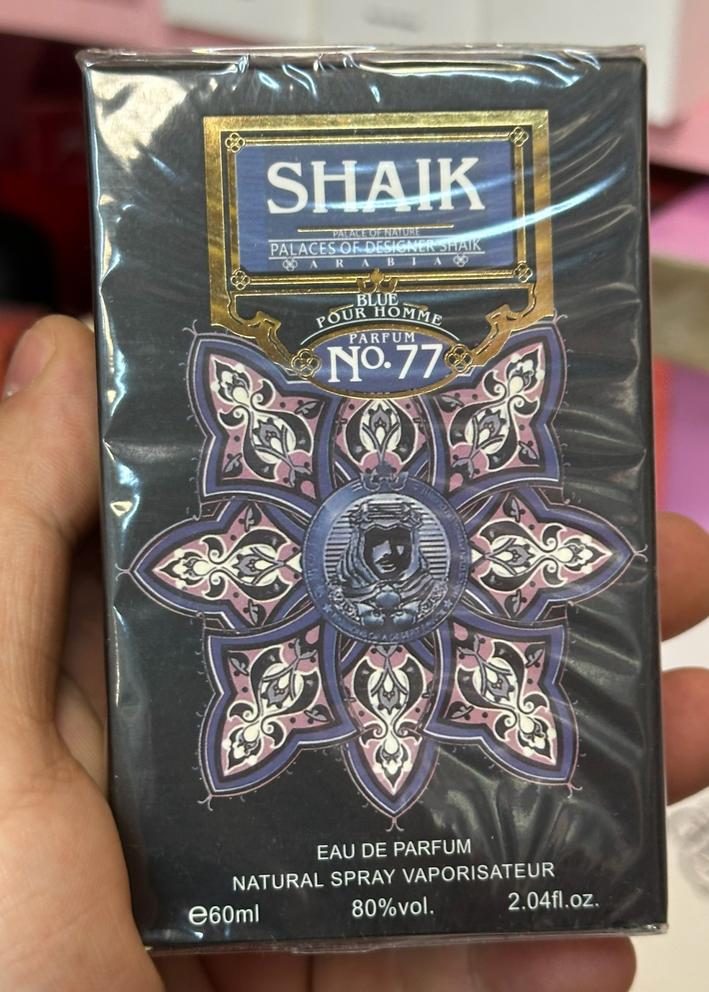 SHAIK
PALACE OF NATURE
PALACES OF DESIGNER SHAIK
ARABIA
BLUE
POUR HOMME
PARFUM
No.77
EAU DE PARFUM
NATURAL SPRAY VAPORISATEUR
℮60ml 80%vol. 2.04fl.oz.